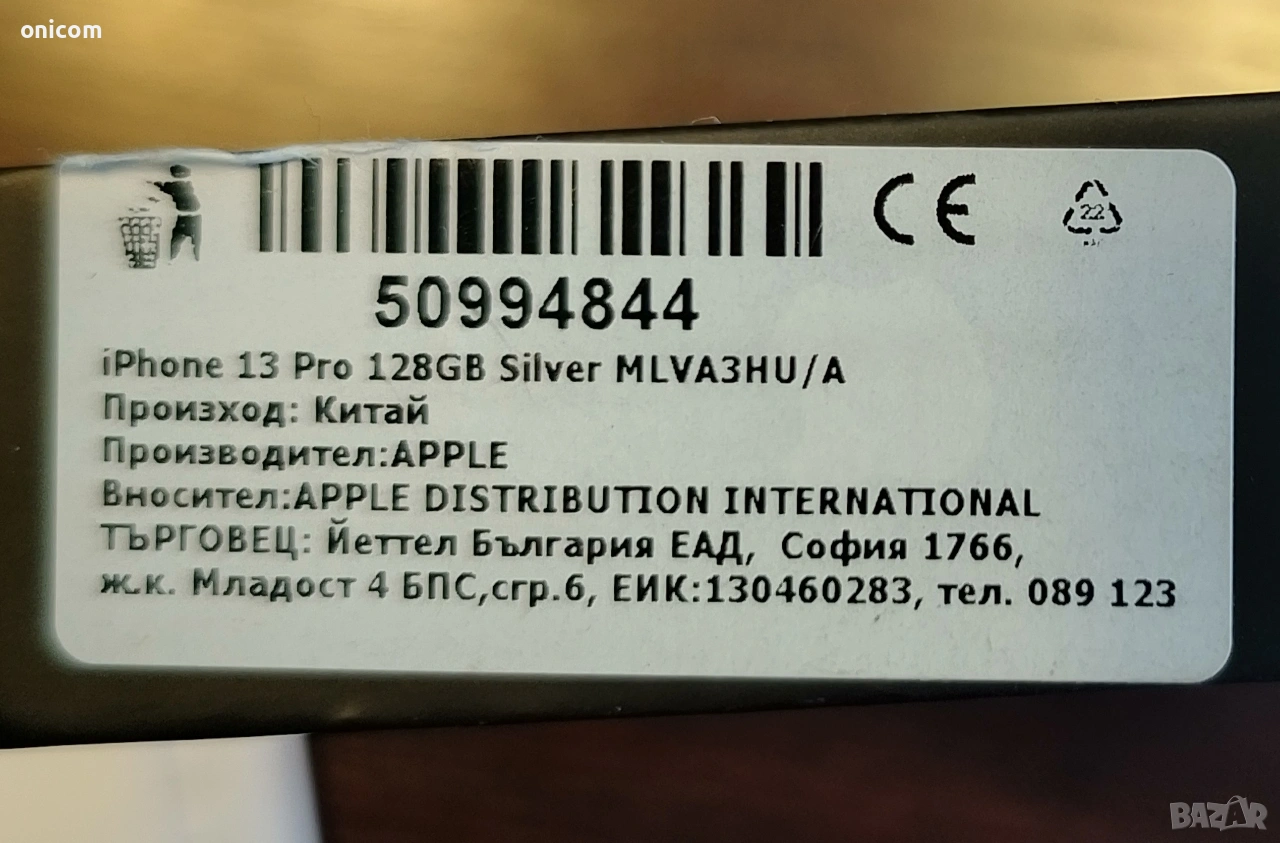 onicom
CE
22
50994844
iPhone 13 Pro 128GB Silver MLVA3HU/A
Произход: Китай
Производител:APPLE
Вносител:APPLE DISTRIBUTION INTERNATIONAL
ТЪРГОВЕЦ: Йеттел България ЕАД, София 1766,
ж.к. Младост 4 БПС,сгр.6, ЕИК:130460283, тел. 089 123
BAZAR